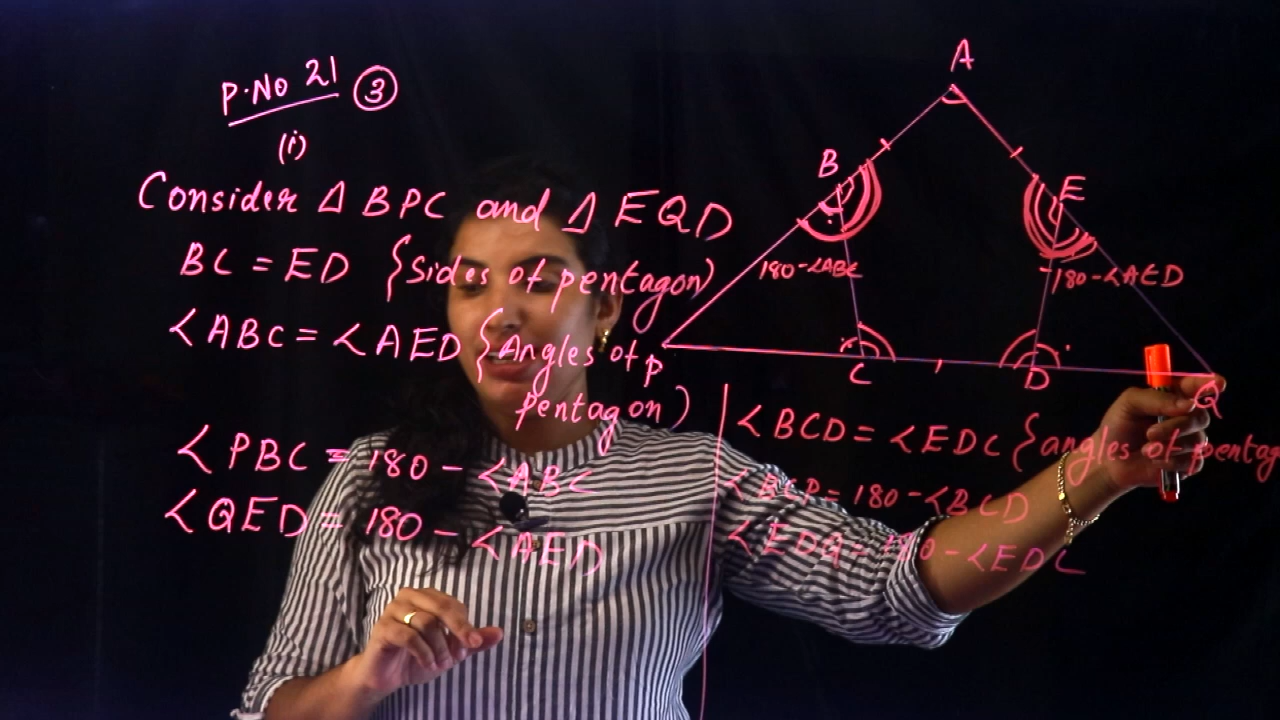 P.No 21 ③
(i)
Consider Δ BPC and Δ EQD
BC = ED {Sides of pentagon)
∠ABC = ∠AED {Angles of
pentagon)
∠PBC = 180 - ∠ABC
∠QED = 180 - ∠AED
∠BCD = ∠EDC {angles of pentag
∠BCP = 180 - ∠BCD
∠EDQ = 180 - ∠EDC
A
B
E
180-∠ABC
180-∠AED
P
C
D
Q